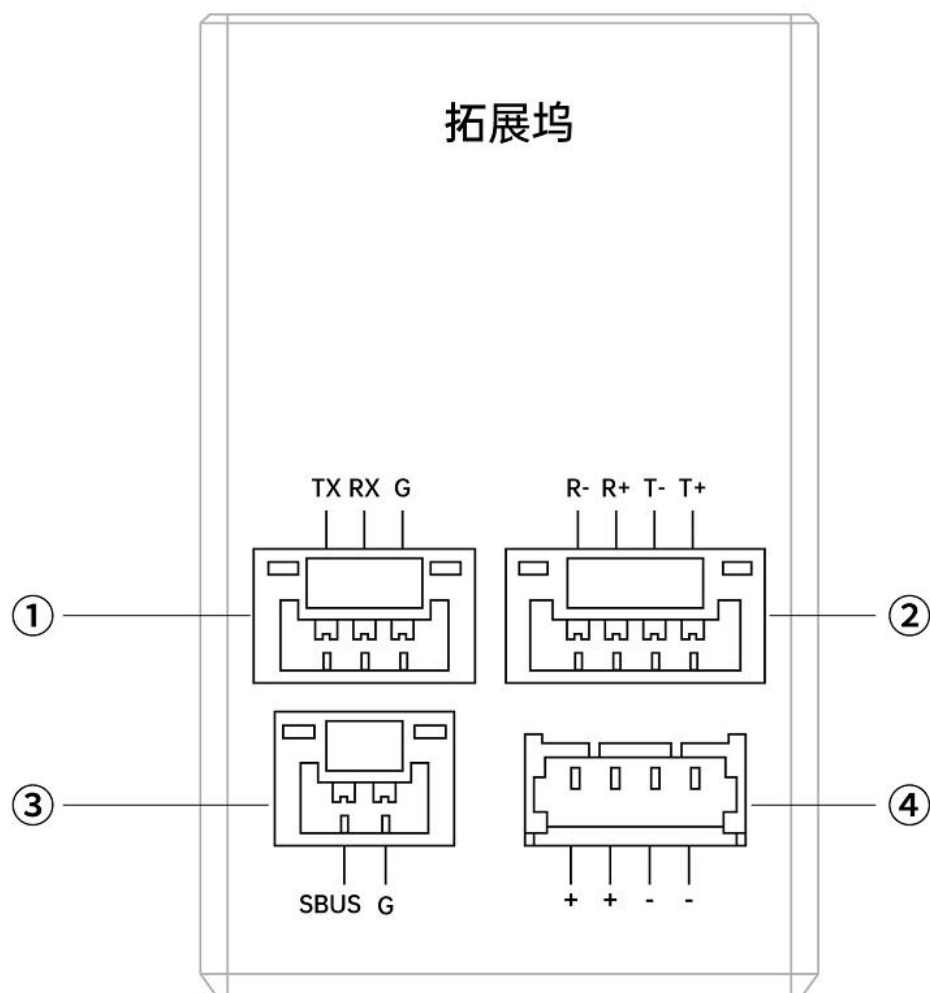 拓展坞
TX RX G
R- R+ T- T+
①
②
③
④
SBUS G
+ + - -